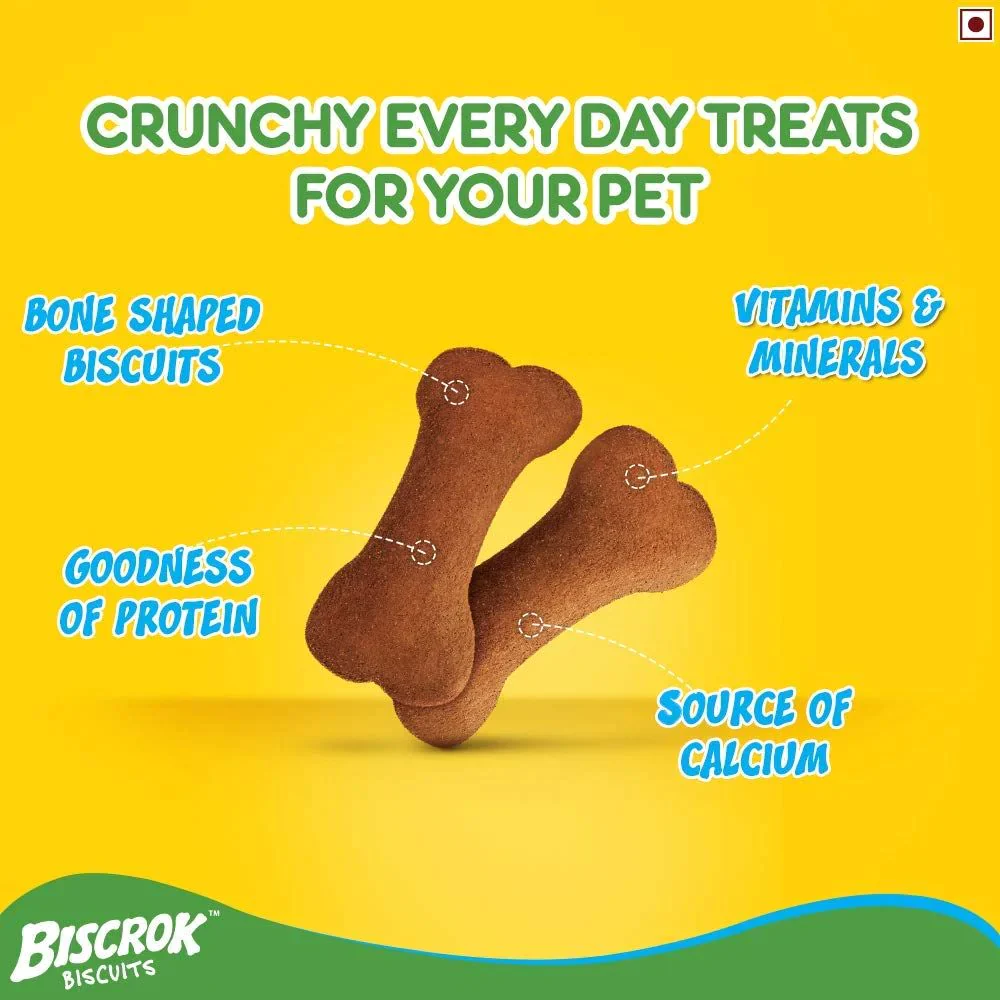 CRUNCHY EVERY DAY TREATS
FOR YOUR PET
BONE SHAPED
BISCUITS
VITAMINS &
MINERALS
GOODNESS
OF PROTEIN
SOURCE OF
CALCIUM
BISCROK™
BISCUITS